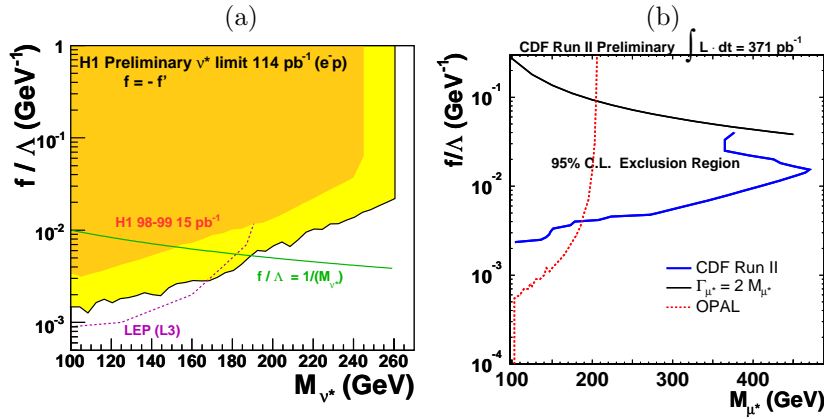 (a)
H1 Preliminary ν* limit 114 pb⁻¹ (e⁻p)
f = - f'
H1 98-99 15 pb⁻¹
f / Λ = 1/(M_ν*)
LEP (L3)
f / Λ (GeV⁻¹)
1
10⁻¹
10⁻²
10⁻³
100 120 140 160 180 200 220 240 260
M_ν* (GeV)
(b)
CDF Run II Preliminary ∫ L · dt = 371 pb⁻¹
95% C.L. Exclusion Region
CDF Run II
Γ_μ* = 2 M_μ*
OPAL
f/Λ (GeV⁻¹)
10⁻¹
10⁻²
10⁻³
10⁻⁴
100 200 300 400
M_μ* (GeV)